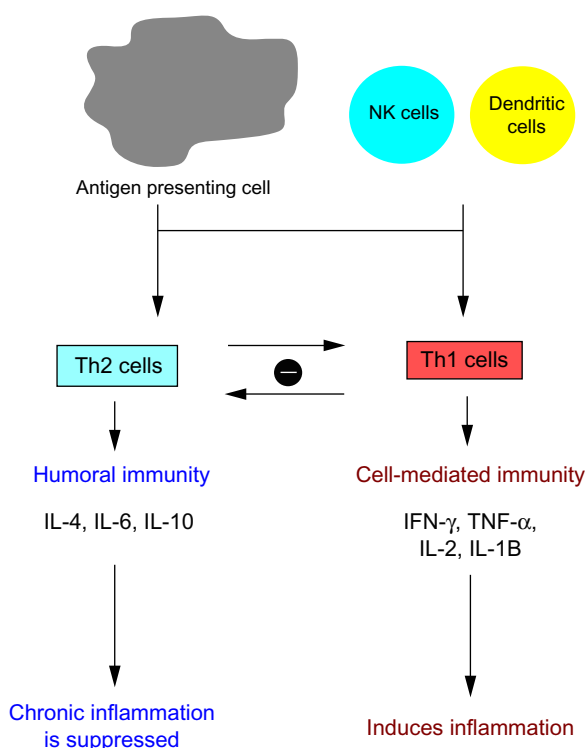 NK cells
Dendritic
cells
Antigen presenting cell
Th2 cells
Th1 cells
Humoral immunity
Cell-mediated immunity
IL-4, IL-6, IL-10
IFN-γ, TNF-α,
IL-2, IL-1B
Chronic inflammation
is suppressed
Induces inflammation